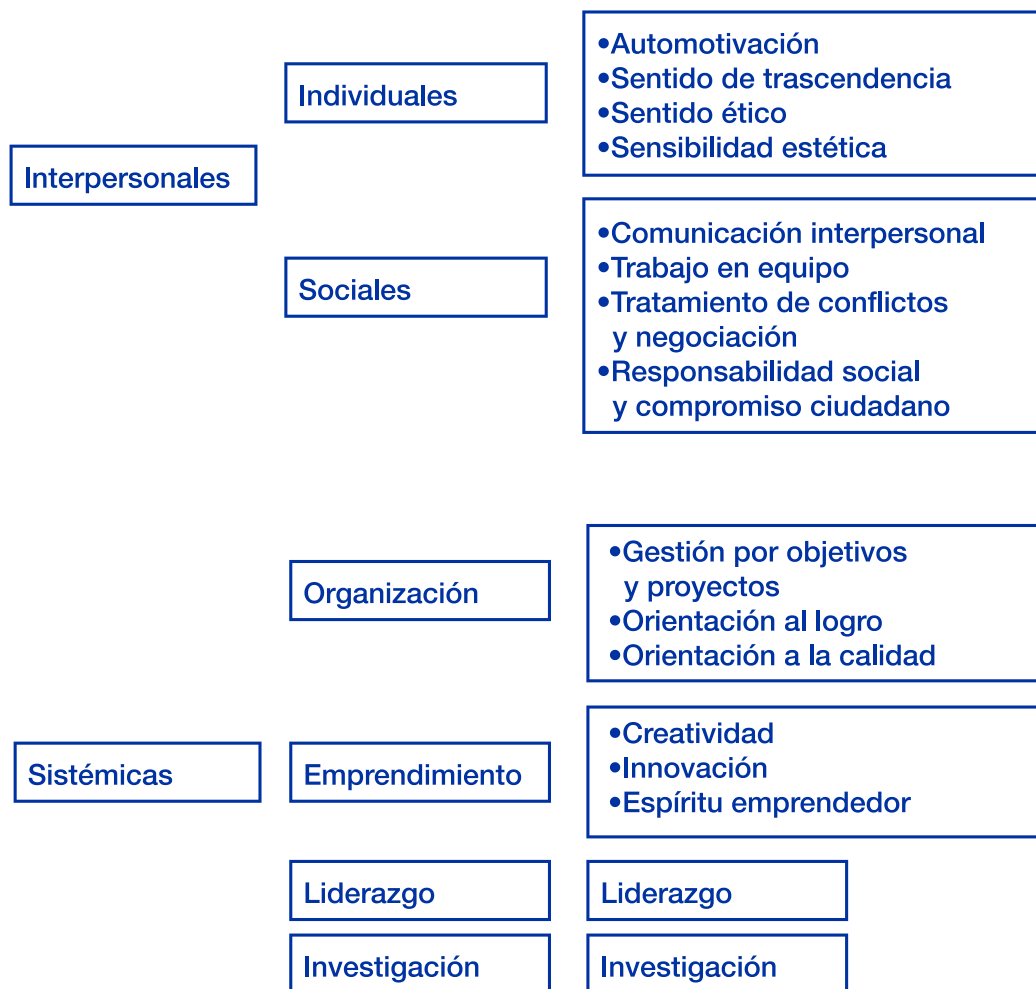 Interpersonales
Individuales
•Automotivación
•Sentido de trascendencia
•Sentido ético
•Sensibilidad estética
Sociales
•Comunicación interpersonal
•Trabajo en equipo
•Tratamiento de conflictos
y negociación
•Responsabilidad social
y compromiso ciudadano
Sistémicas
Organización
•Gestión por objetivos
y proyectos
•Orientación al logro
•Orientación a la calidad
Emprendimiento
•Creatividad
•Innovación
•Espíritu emprendedor
Liderazgo
Liderazgo
Investigación
Investigación